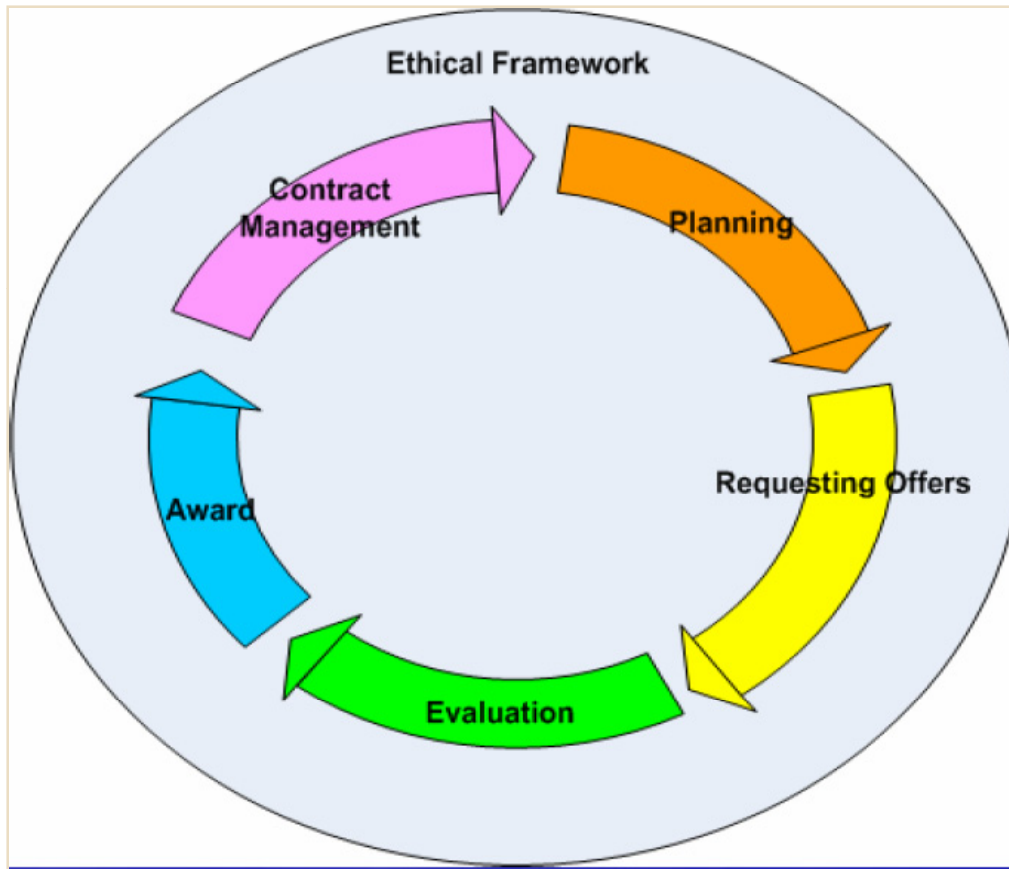 Ethical Framework
Contract
Management
Planning
Requesting Offers
Award
Evaluation